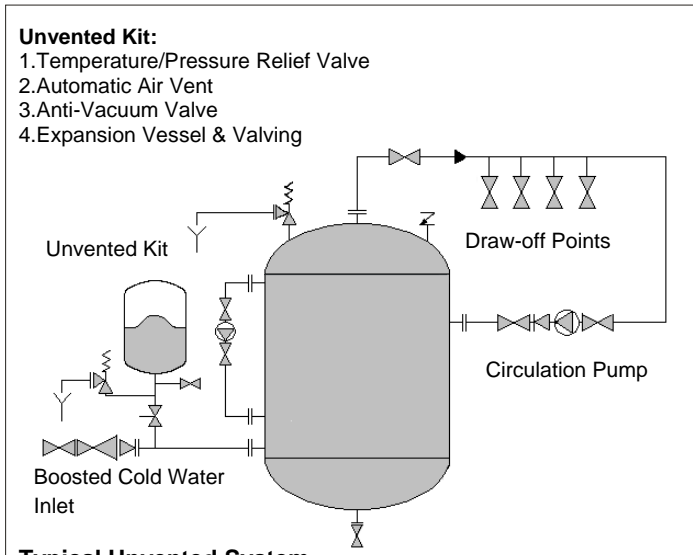 Unvented Kit:
1.Temperature/Pressure Relief Valve
2.Automatic Air Vent
3.Anti-Vacuum Valve
4.Expansion Vessel & Valving
Unvented Kit
Draw-off Points
Circulation Pump
Boosted Cold Water
Inlet
Typical Unvented System